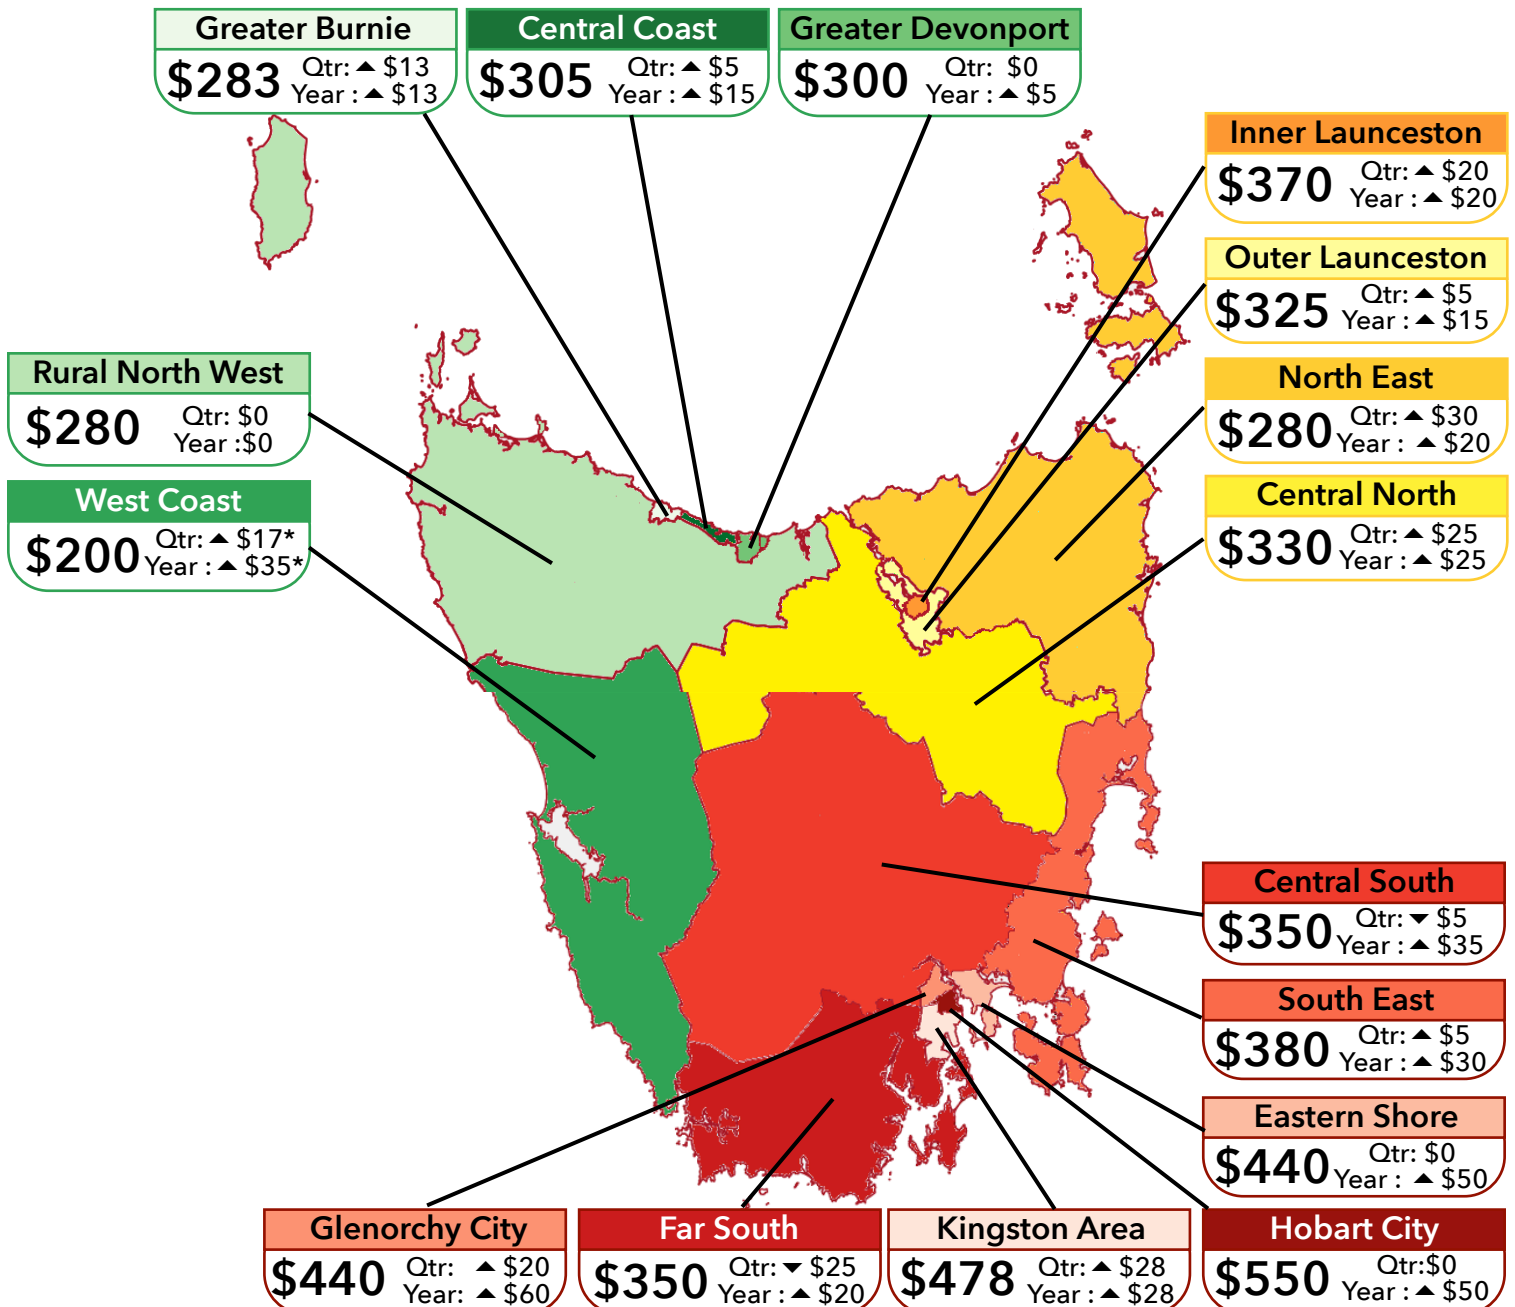 Greater Burnie
$283
Qtr: ▲ $13
Year : ▲ $13
Central Coast
$305
Qtr: ▲ $5
Year : ▲ $15
Greater Devonport
$300
Qtr: $0
Year : ▲ $5
Inner Launceston
$370
Qtr: ▲ $20
Year : ▲ $20
Outer Launceston
$325
Qtr: ▲ $5
Year : ▲ $15
Rural North West
$280
Qtr: $0
Year :$0
North East
$280
Qtr: ▲ $30
Year : ▲ $20
West Coast
$200
Qtr: ▲ $17*
Year : ▲ $35*
Central North
$330
Qtr: ▲ $25
Year : ▲ $25
Central South
$350
Qtr: ▼ $5
Year : ▲ $35
South East
$380
Qtr: ▲ $5
Year : ▲ $30
Eastern Shore
$440
Qtr: $0
Year : ▲ $50
Glenorchy City
$440
Qtr: ▲ $20
Year: ▲ $60
Far South
$350
Qtr: ▼ $25
Year : ▲ $20
Kingston Area
$478
Qtr: ▲ $28
Year : ▲ $28
Hobart City
$550
Qtr:$0
Year : ▲ $50